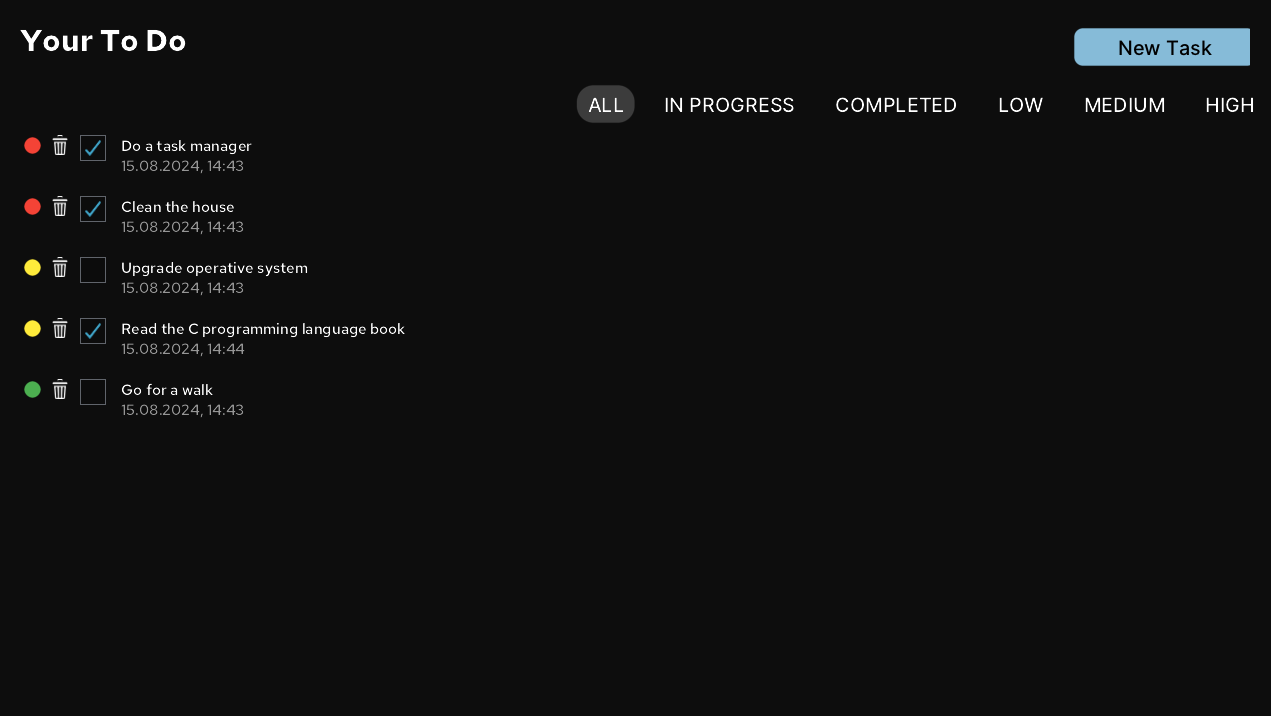 Your To Do
New Task
ALL IN PROGRESS COMPLETED LOW MEDIUM HIGH
Do a task manager
15.08.2024, 14:43
Clean the house
15.08.2024, 14:43
Upgrade operative system
15.08.2024, 14:43
Read the C programming language book
15.08.2024, 14:44
Go for a walk
15.08.2024, 14:43